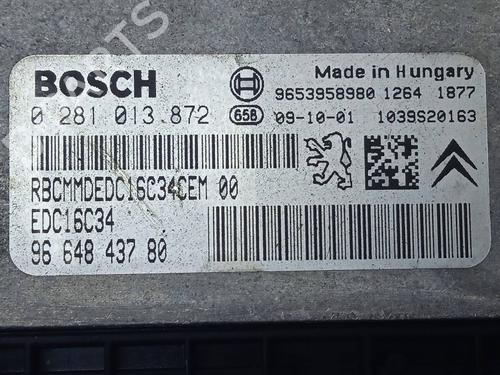 BOSCH
Made in Hungary
9653958980 1264 1877
0 281 013.872
658
09-10-01 1039S20163
RBCMMDEDC16C34CEM 00
EDC16C34
96 648 437 80